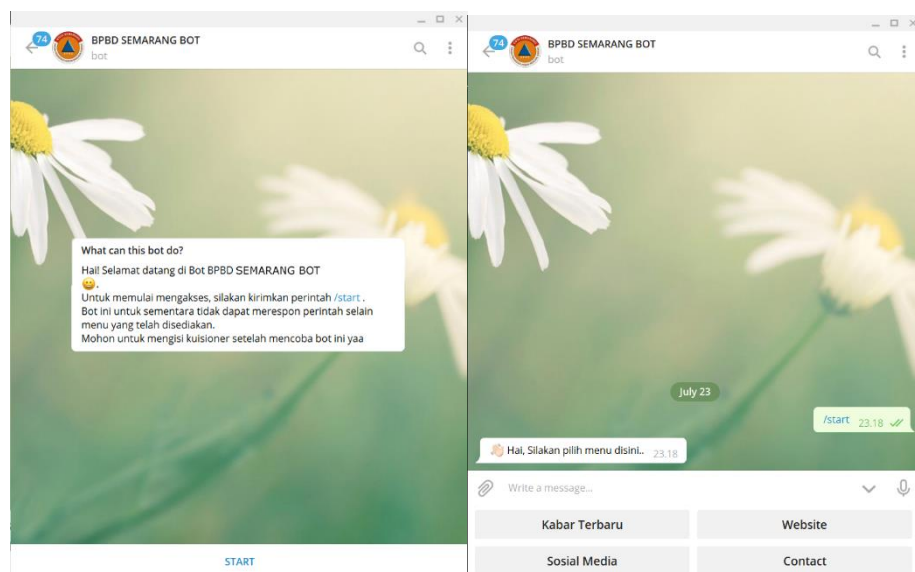 74
BPBD SEMARANG BOT
bot
What can this bot do?
Hai! Selamat datang di Bot BPBD SEMARANG BOT
😀.
Untuk memulai mengakses, silakan kirimkan perintah /start .
Bot ini untuk sementara tidak dapat merespon perintah selain
menu yang telah disediakan.
Mohon untuk mengisi kuisioner setelah mencoba bot ini yaa
START
74
BPBD SEMARANG BOT
bot
July 23
/start 23.18
👋🏻 Hai, Silakan pilih menu disini.. 23.18
Write a message...
Kabar Terbaru
Website
Sosial Media
Contact